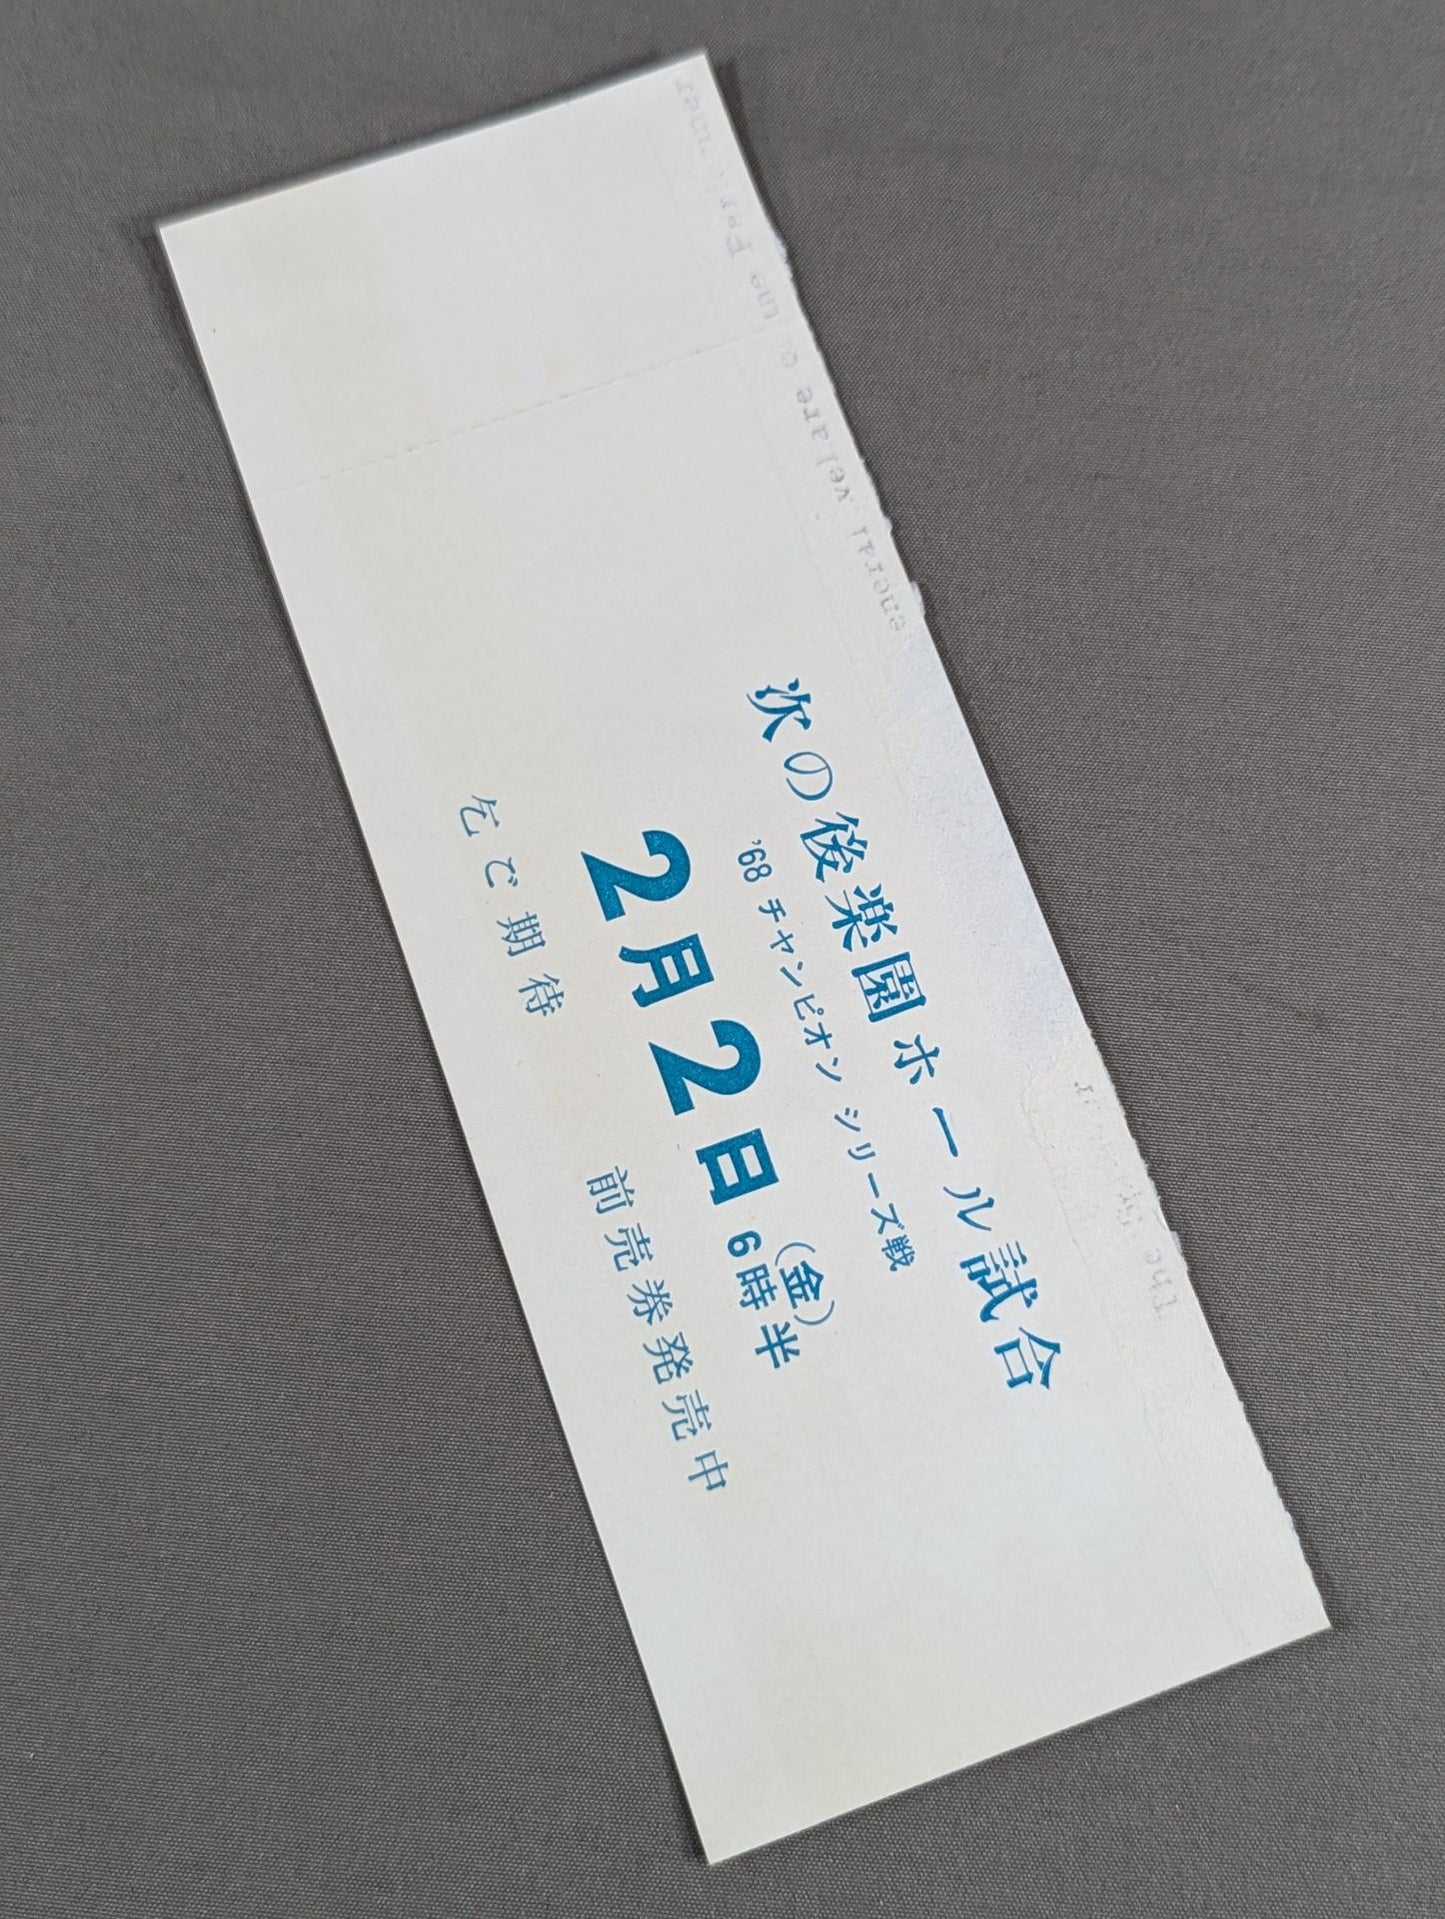 次の後楽園ホール試合
'68 チャンピオン シリーズ戦
2月2日(金)6時半
乞ご期待　前売券発売中